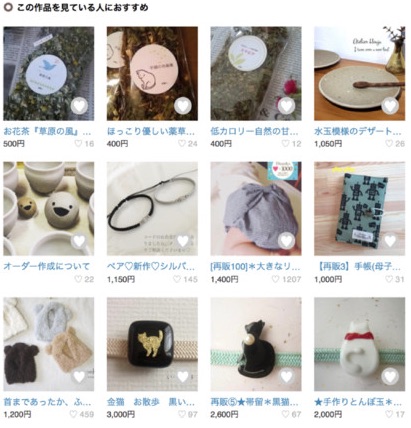 この作品を見ている人におすすめ
Atelier
お花茶『草原の風』...
500円 16
ほっこり優しい薬草...
400円 24
低カロリー自然の甘...
400円 12
水玉模様のデザート...
1,050円 26
オーダー作成について
22
ペア♡新作♡シルバ...
1,150円 145
[再販100]＊大きなリ...
1,400円 1207
【再販3】手帳(母子...
1,000円 31
首まであったか、ふ...
1,200円 459
金猫　お散歩　黒い...
3,000円 97
再販⑤★帯留＊黒猫...
2,600円 67
★手作りとんぼ玉＊...
2,000円 17